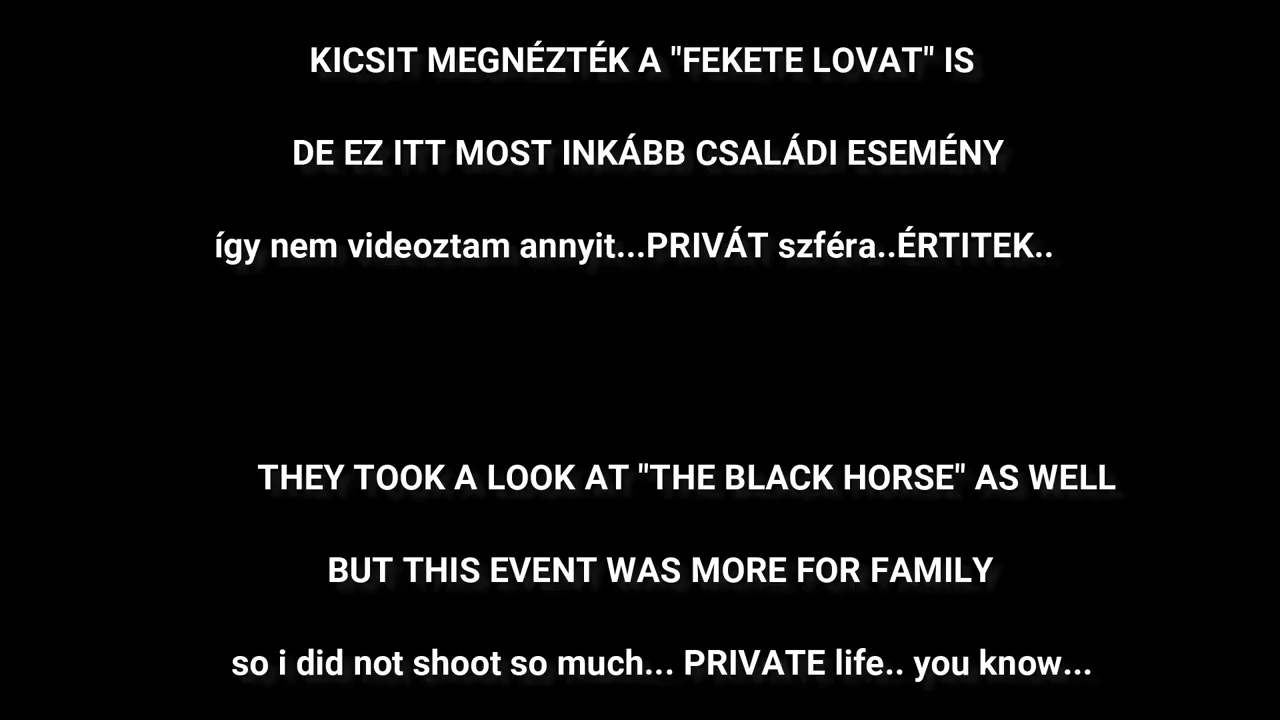 KICSIT MEGNÉZTÉK A "FEKETE LOVAT" IS
DE EZ ITT MOST INKÁBB CSALÁDI ESEMÉNY
így nem videoztam annyit...PRIVÁT szféra..ÉRTITEK..
THEY TOOK A LOOK AT "THE BLACK HORSE" AS WELL
BUT THIS EVENT WAS MORE FOR FAMILY
so i did not shoot so much... PRIVATE life.. you know...